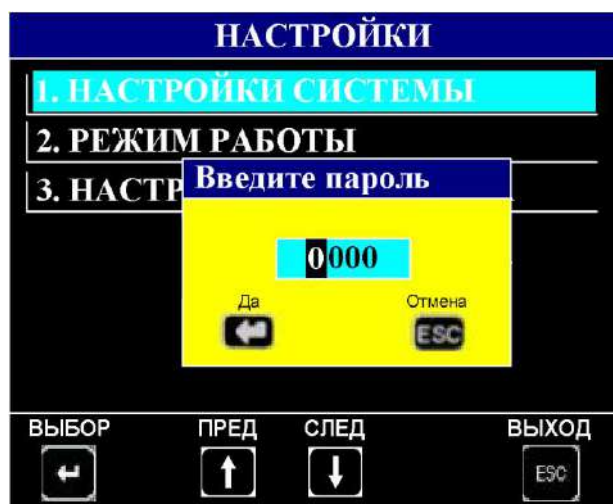 НАСТРОЙКИ
1. НАСТРОЙКИ СИСТЕМЫ
2. РЕЖИМ РАБОТЫ
3. НАСТР
Введите пароль
0000
Да
Отмена
ESC
ВЫБОР
ПРЕД
СЛЕД
ВЫХОД
ESC